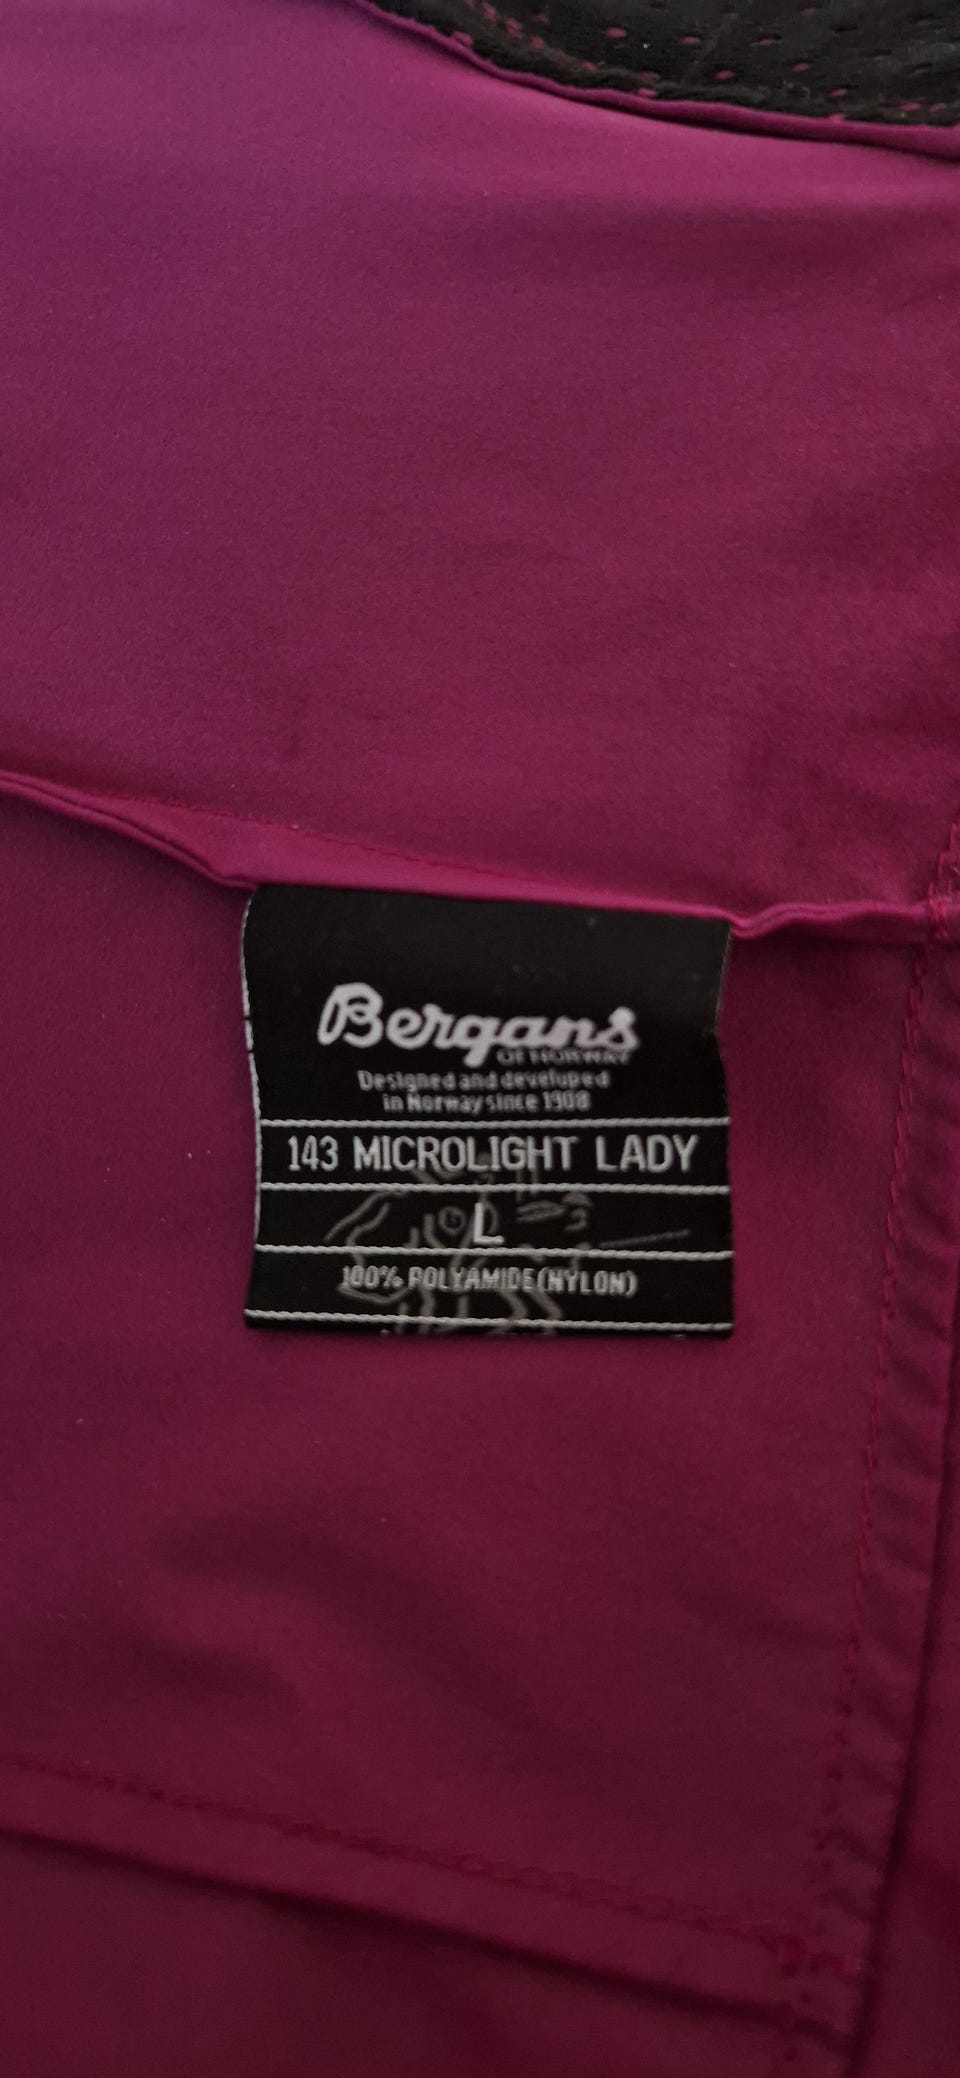 Bergans
OF NORWAY
Designed and developed
in Norway since 1908
143 MICROLIGHT LADY
L
100% POLYAMIDE(NYLON)